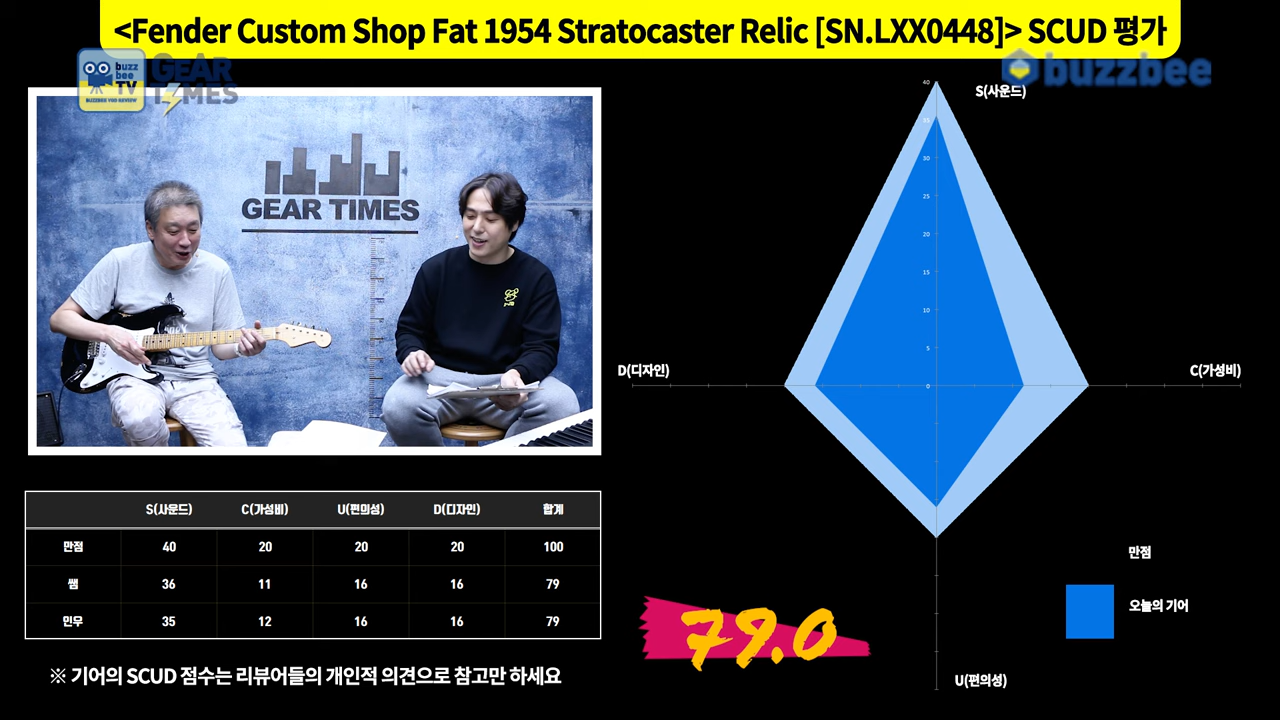 <Fender Custom Shop Fat 1954 Stratocaster Relic [SN.LXX0448]> SCUD 평가
buzz
bee
TV
BUZZBEE YOU REVIEW
GEAR
TIMES
buzzbee
GEAR TIMES
S(사운드)
40
35
30
25
20
15
10
5
0
D(디자인)
C(가성비)
U(편의성)
만점
오늘의 기어
S(사운드) C(가성비) U(편의성) D(디자인) 합계
만점 40 20 20 20 100
쌤 36 11 16 16 79
민우 35 12 16 16 79
79.0
※ 기어의 SCUD 점수는 리뷰어들의 개인적 의견으로 참고만 하세요